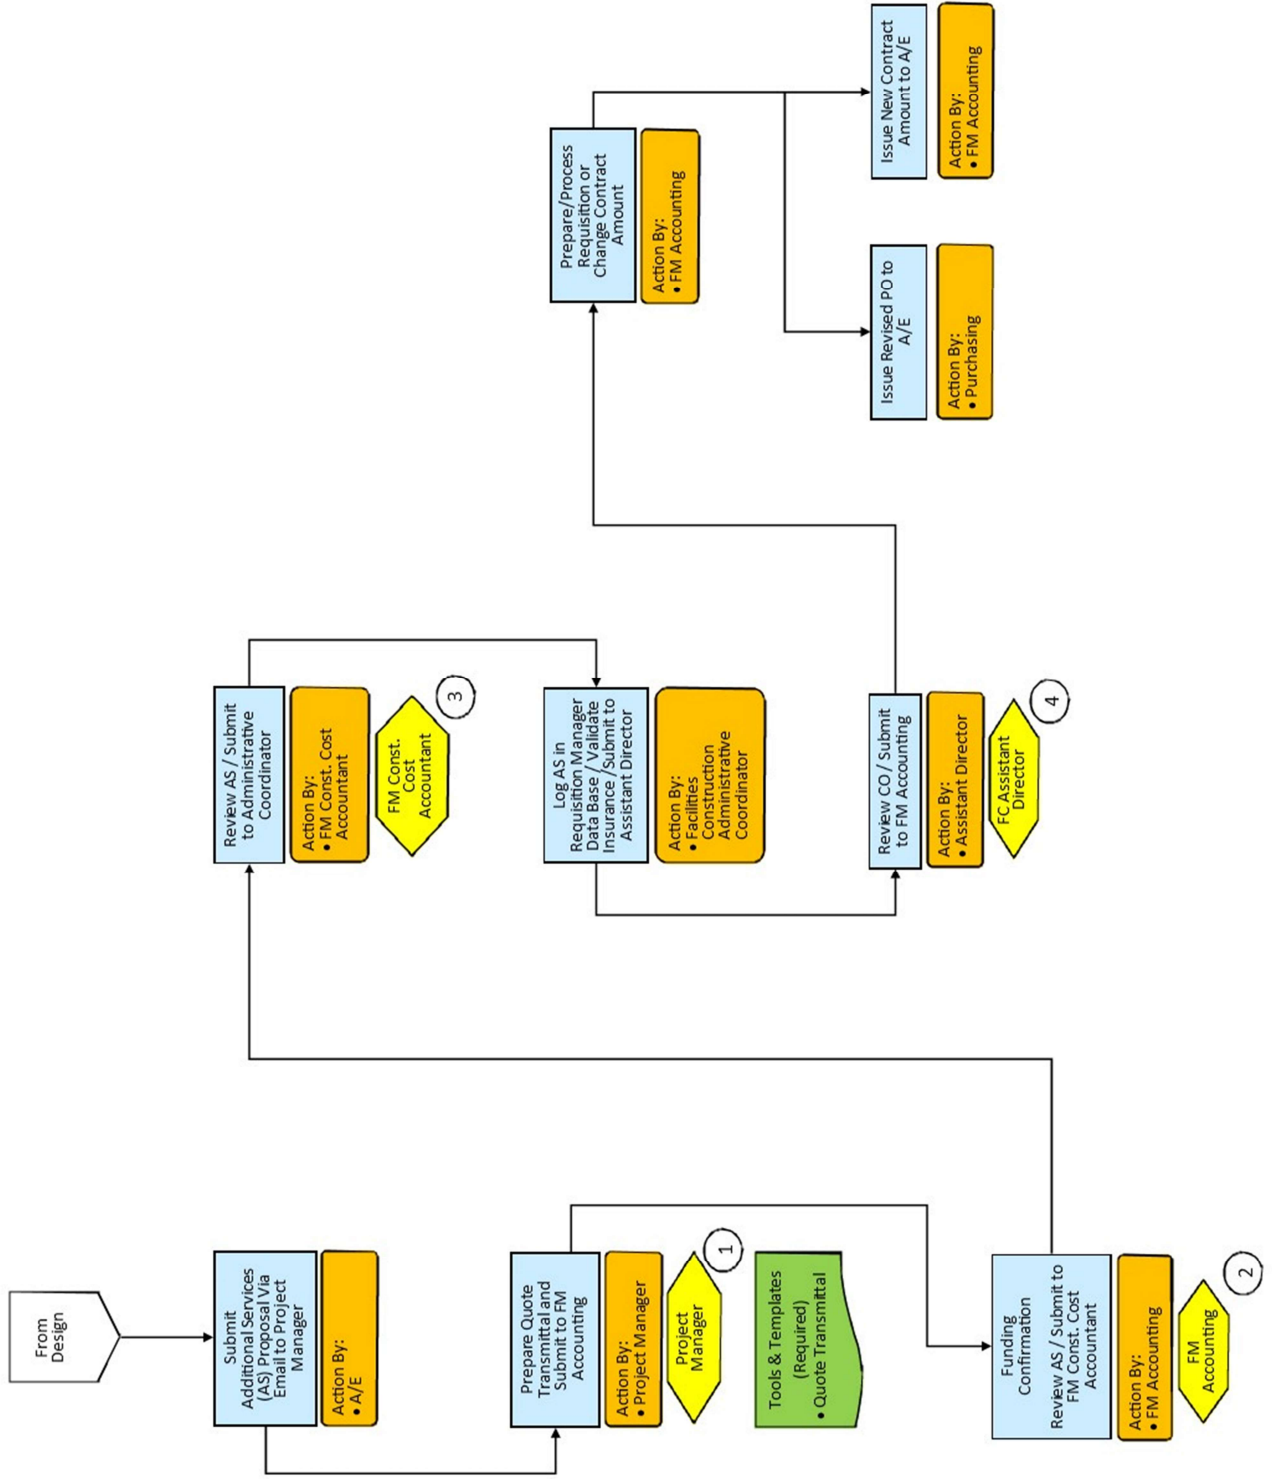 From
Design
Submit
Additional Services
(AS) Proposal Via
Email to Project
Manager
Action By:
• A/E
Prepare Quote
Transmittal and
Submit to FM
Accounting
Action By:
• Project Manager
Project
Manager
1
Tools & Templates
(Required)
• Quote Transmittal
Funding
Confirmation
Review AS / Submit to
FM Const. Cost
Accountant
Action By:
• FM Accounting
FM
Accounting
2
Review AS / Submit
to Administrative
Coordinator
Action By:
• FM Const. Cost
Accountant
FM Const.
Cost
Accountant
3
Log AS in
Requisition Manager
Data Base / Validate
Insurance /Submit to
Assistant Director
Action By:
• Facilities
Construction
Administrative
Coordinator
Review CO / Submit
to FM Accounting
Action By:
• Assistant Director
FC Assistant
Director
4
Prepare/Process
Requisition or
Change Contract
Amount
Action By:
• FM Accounting
Issue Revised PO to
A/E
Action By:
• Purchasing
Issue New Contract
Amount to A/E
Action By:
• FM Accounting